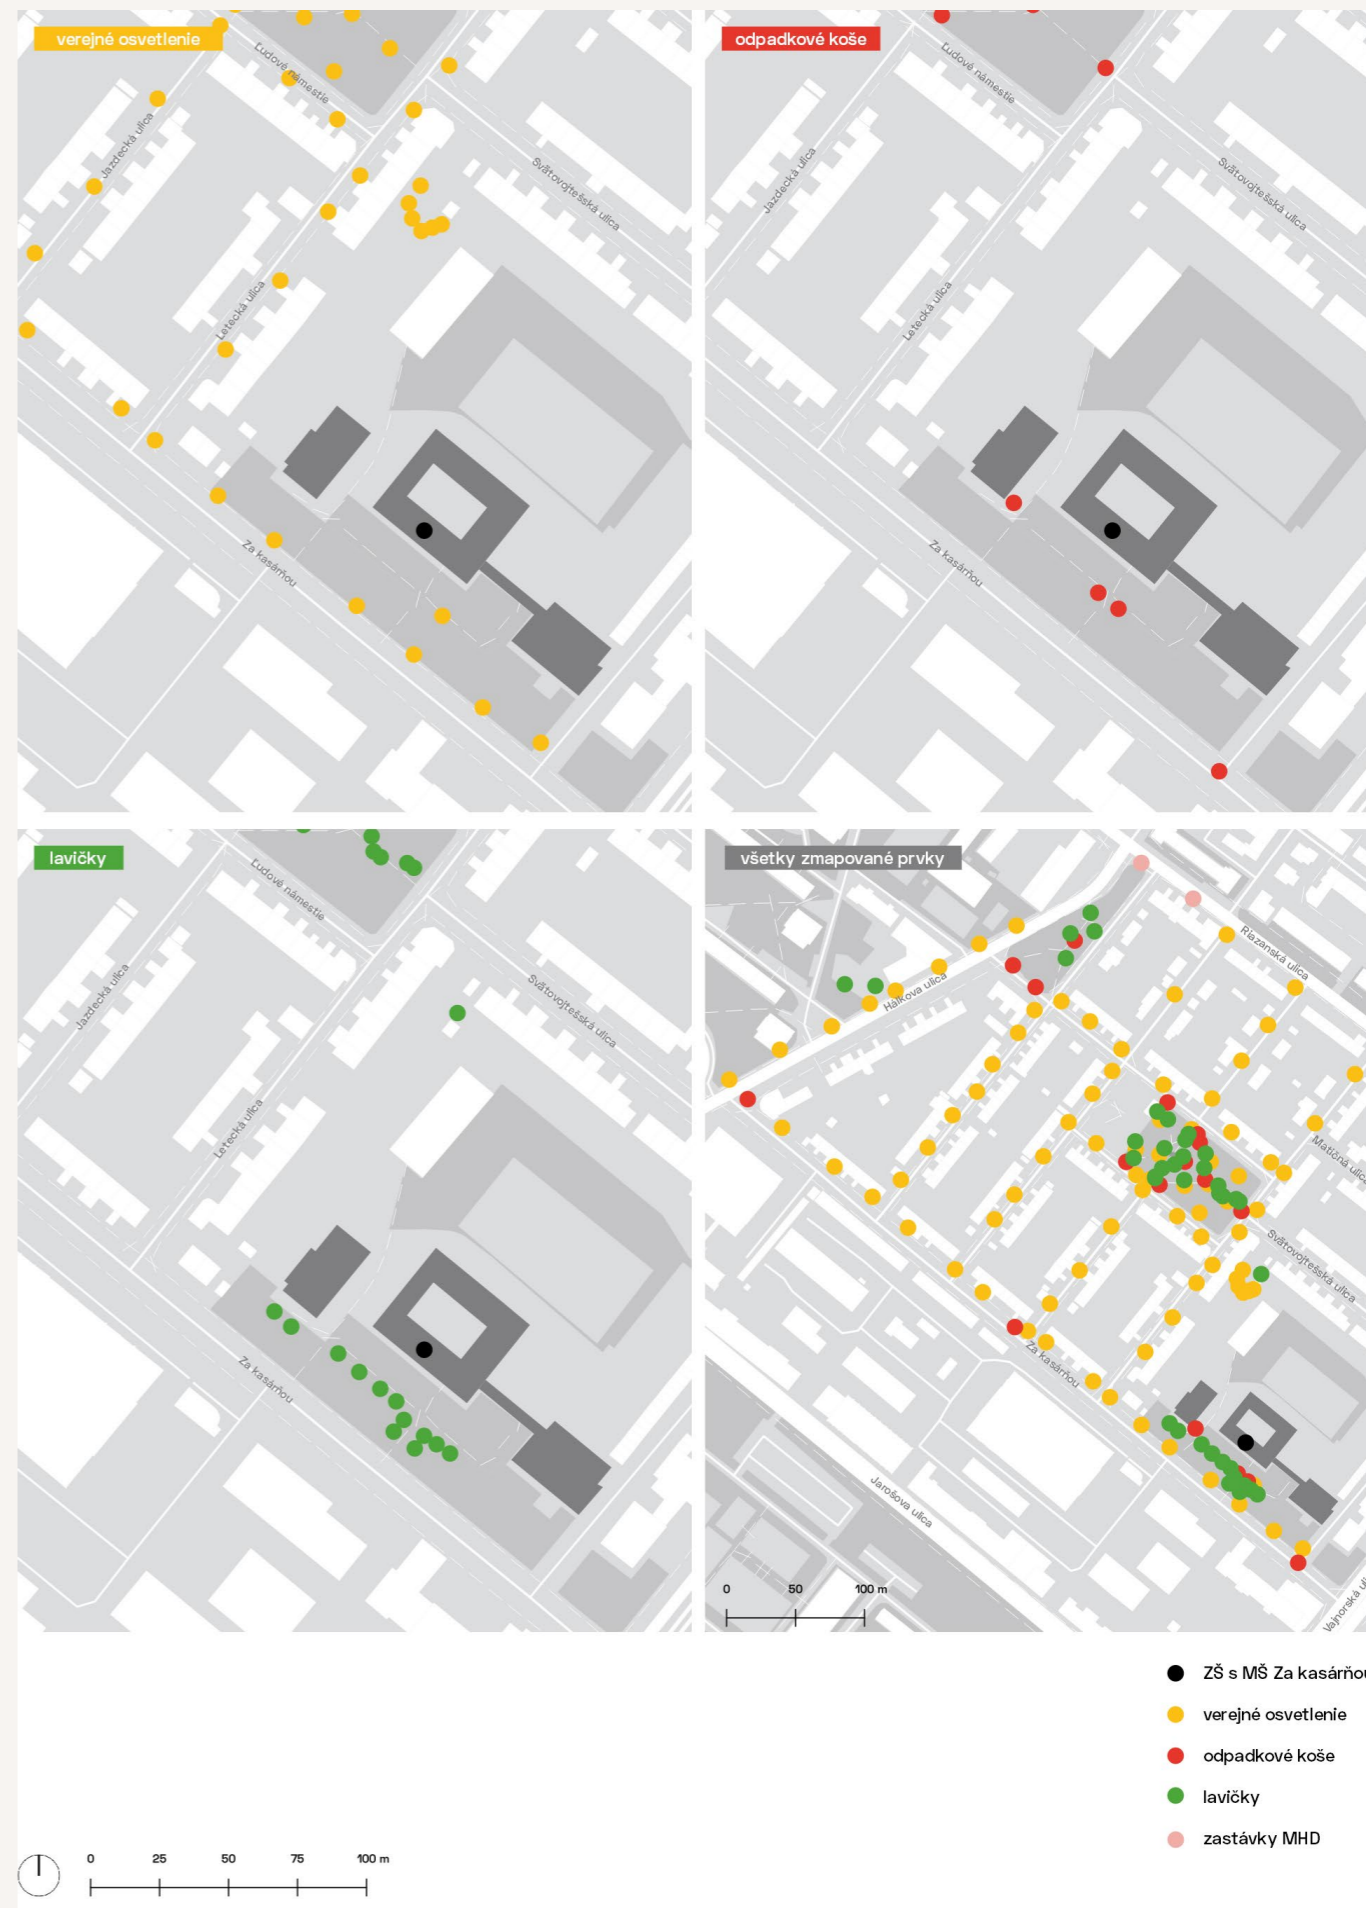 verejné osvetlenie
Ľudové námestie
Jazdecká ulica
Svätovojtešská ulica
Letecká ulica
Za kasárňou
odpadkové koše
Ľudové námestie
Jazdecká ulica
Svätovojtešská ulica
Letecká ulica
Za kasárňou
lavičky
Ľudové námestie
Jazdecká ulica
Svätovojtešská ulica
Letecká ulica
Za kasárňou
všetky zmapované prvky
Riazanská ulica
Hálkova ulica
Matičná ulica
Svätovojtešská ulica
Za kasárňou
Jarošova ulica
Vajnorská uli
0 50 100 m
ZŠ s MŠ Za kasárňou
verejné osvetlenie
odpadkové koše
lavičky
zastávky MHD
0 25 50 75 100 m